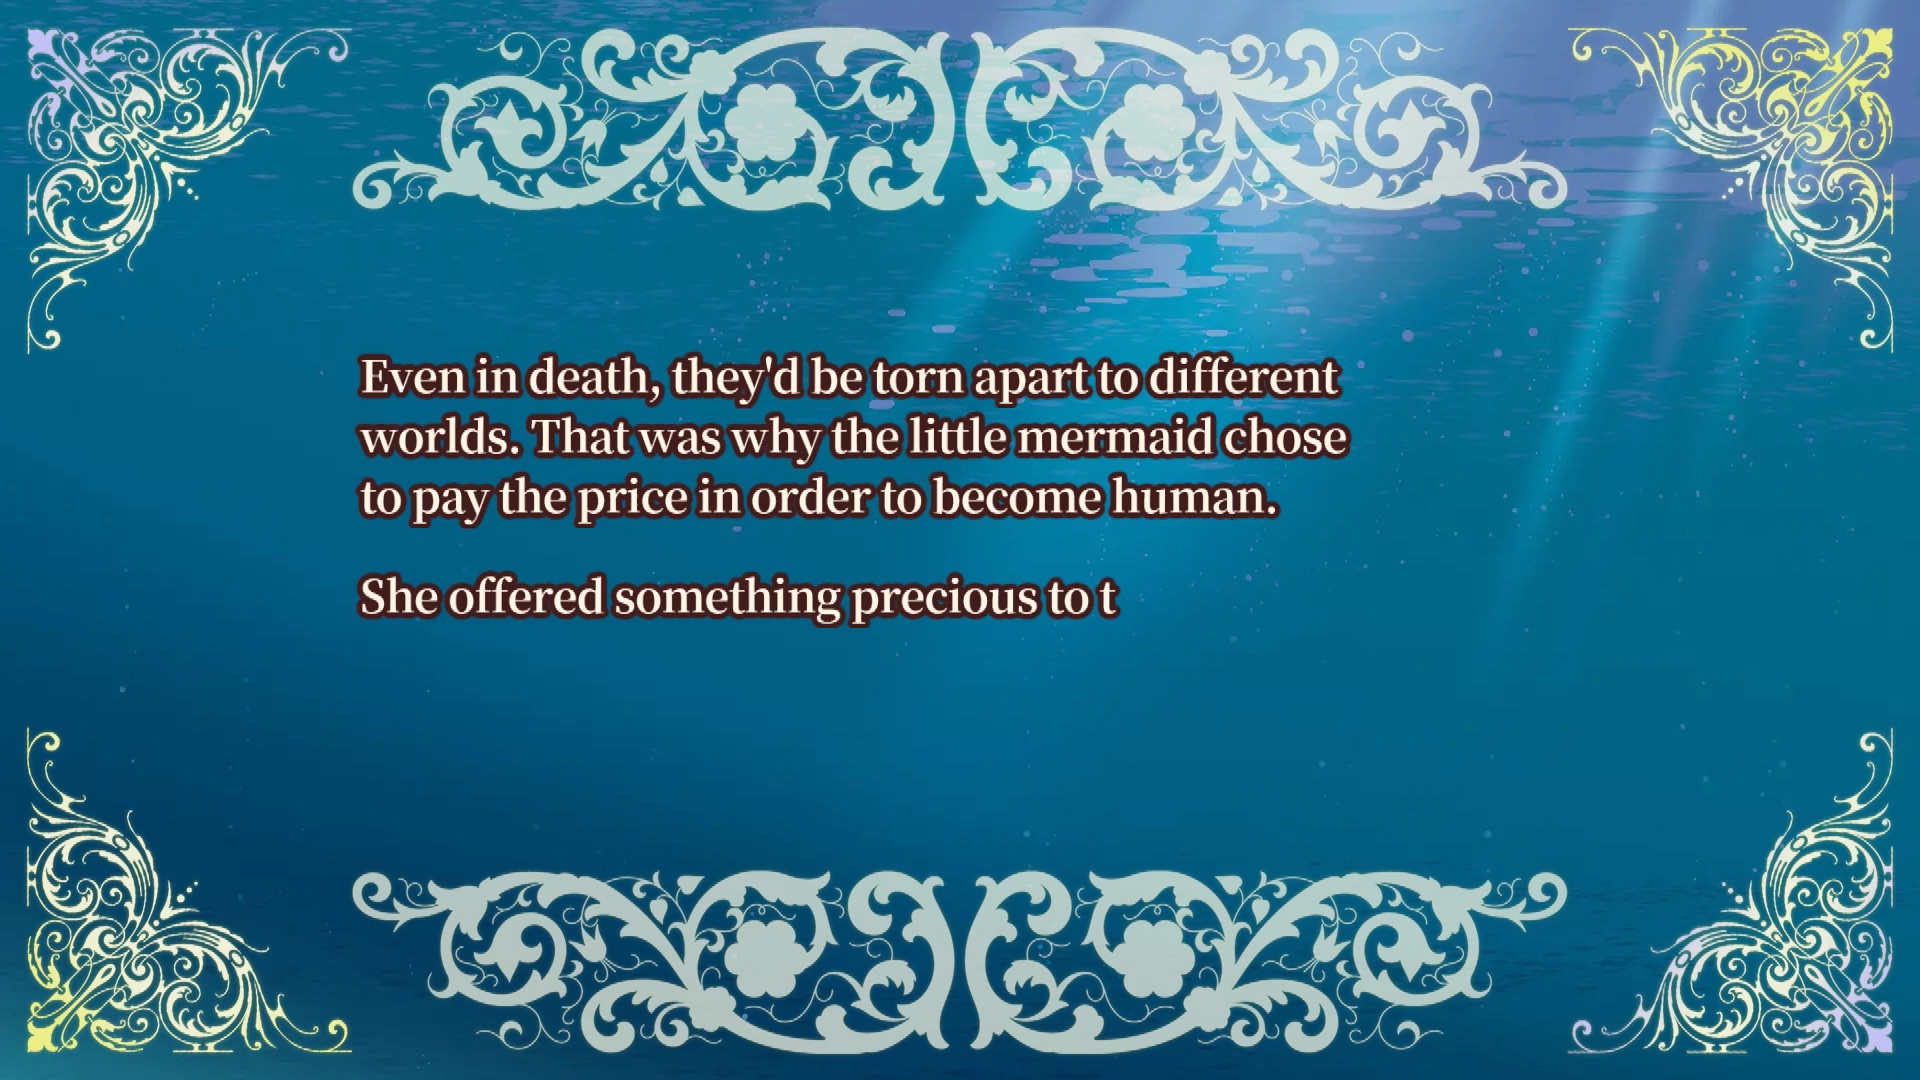 Even in death, they'd be torn apart to different
worlds. That was why the little mermaid chose
to pay the price in order to become human.
She offered something precious to t